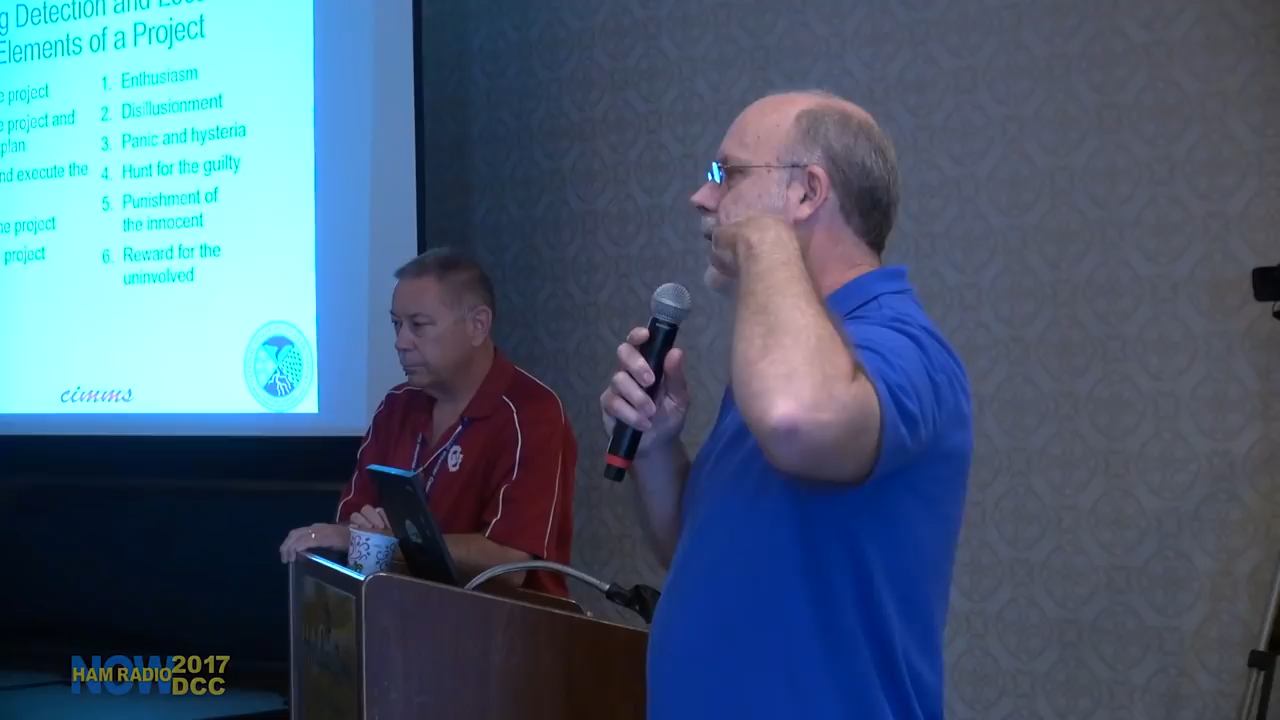 g Detection and
Elements of a Project
e project
e project and
plan
nd execute the
ne project
project
1. Enthusiasm
2. Disillusionment
3. Panic and hysteria
4. Hunt for the guilty
5. Punishment of
the innocent
6. Reward for the
uninvolved
cimms
NOW
HAM RADIO 2017
DCC